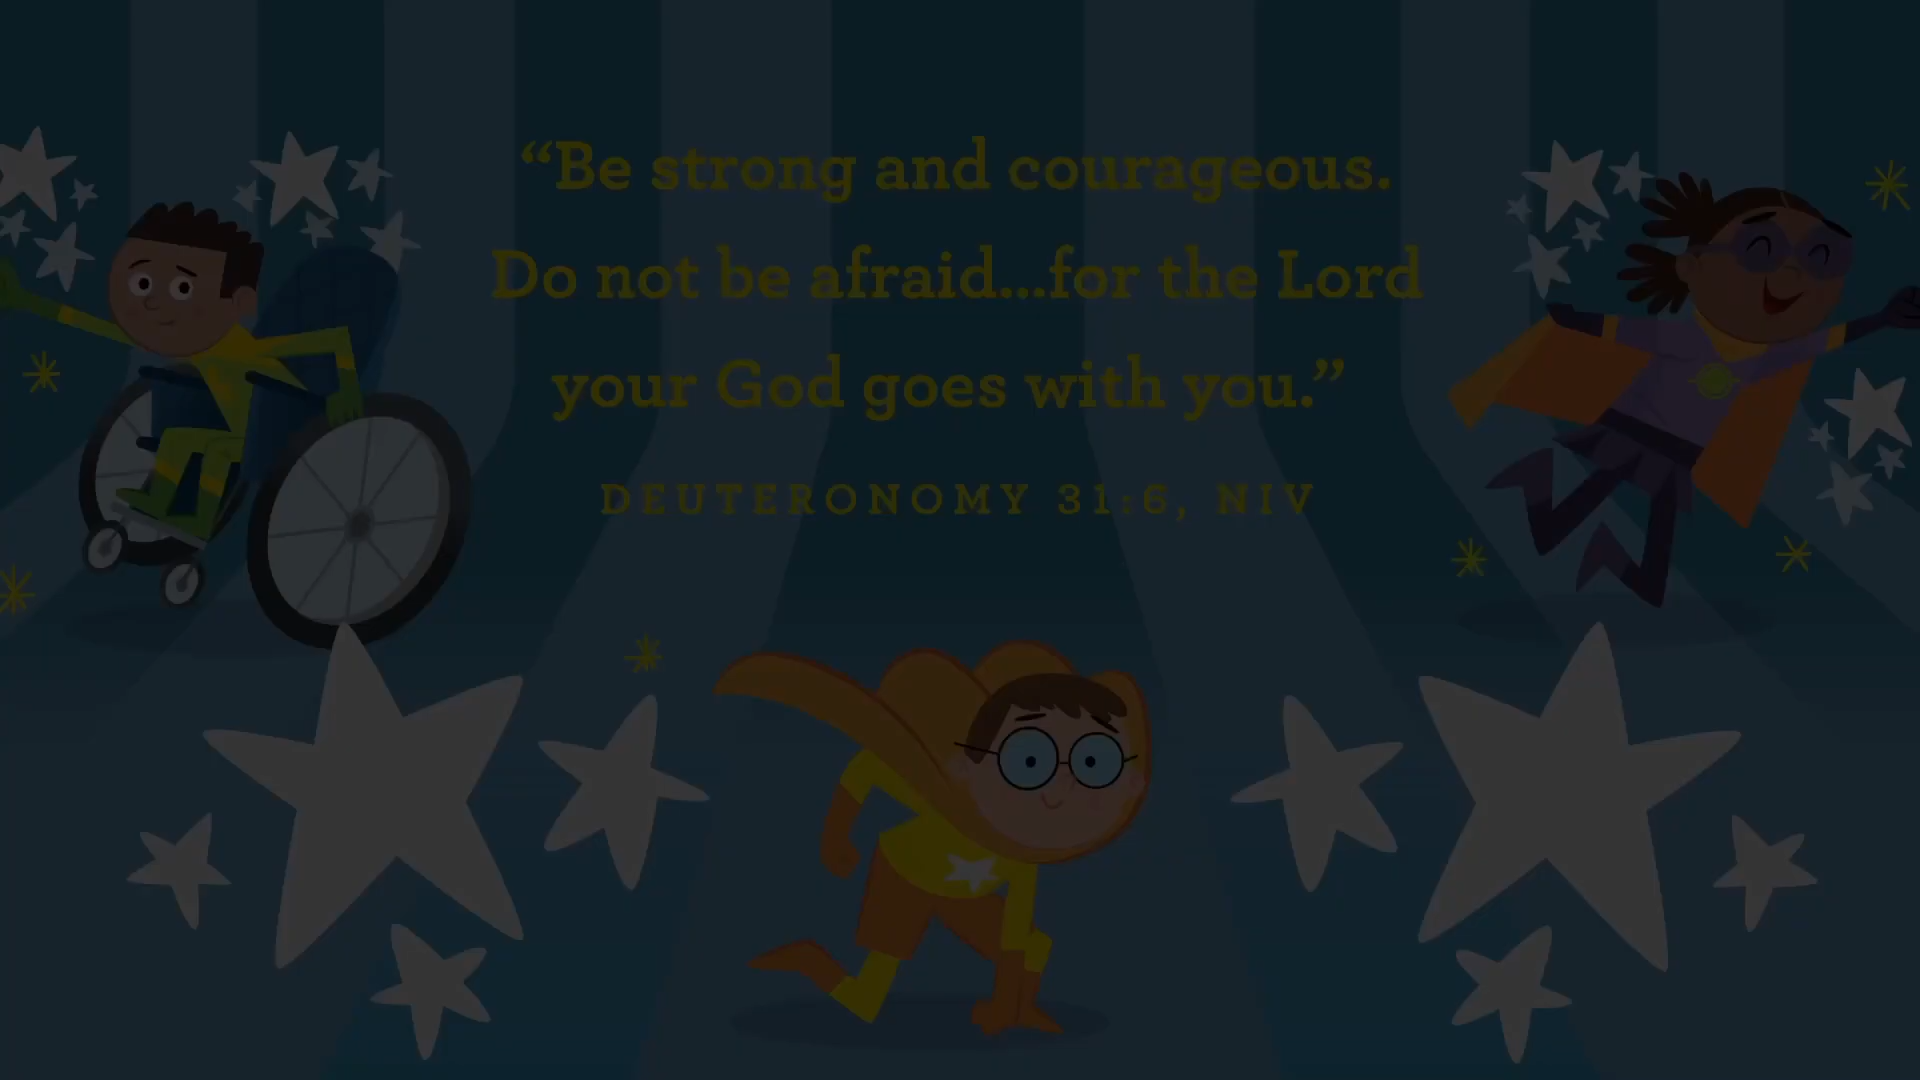 “Be strong and courageous.
Do not be afraid...for the Lord
your God goes with you.”
DEUTERONOMY 31:6, NIV